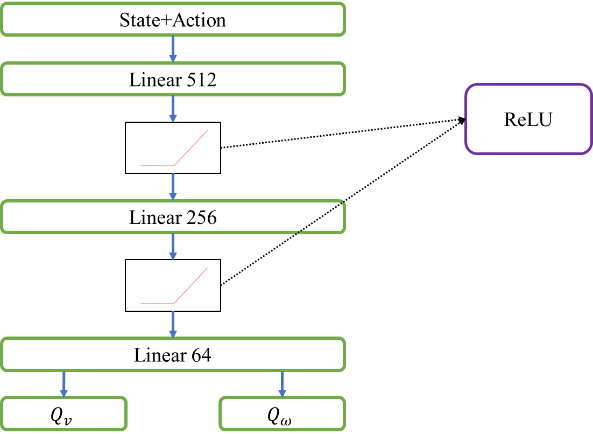 State+Action
Linear 512
ReLU
Linear 256
Linear 64
Q_v
Q_ω